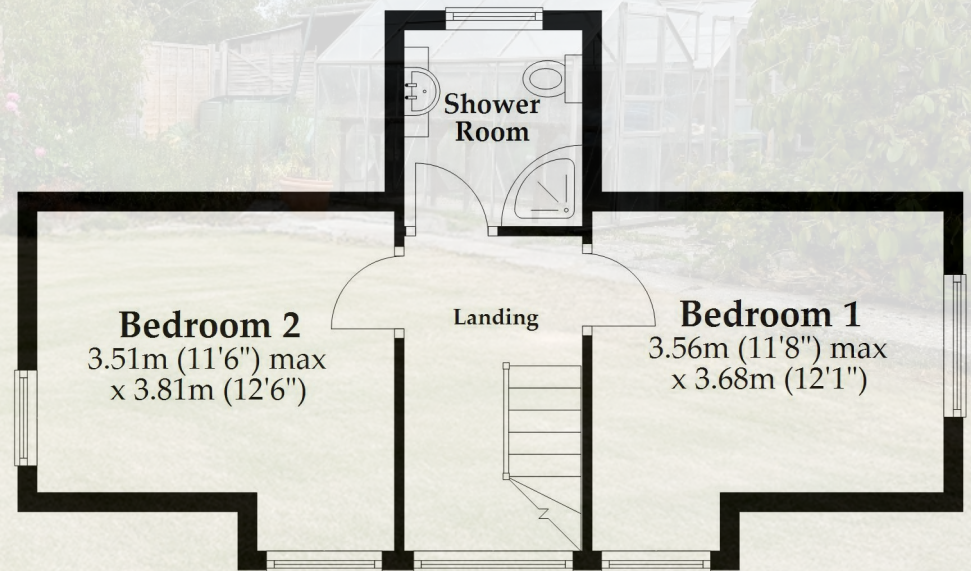 Shower
Room
Bedroom 2
3.51m (11'6") max
x 3.81m (12'6")
Landing
Bedroom 1
3.56m (11'8") max
x 3.68m (12'1")